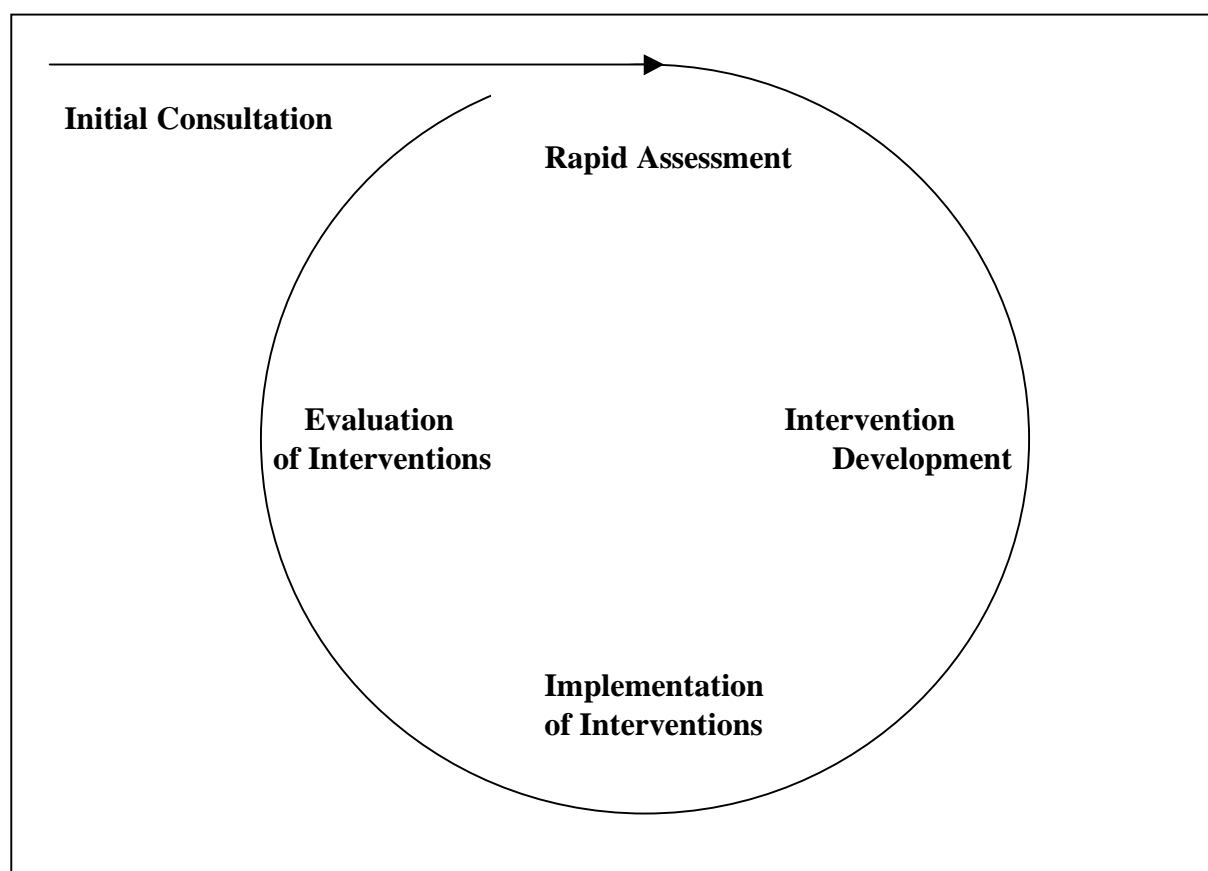 Initial Consultation
Rapid Assessment
Intervention
Development
Implementation
of Interventions
Evaluation
of Interventions